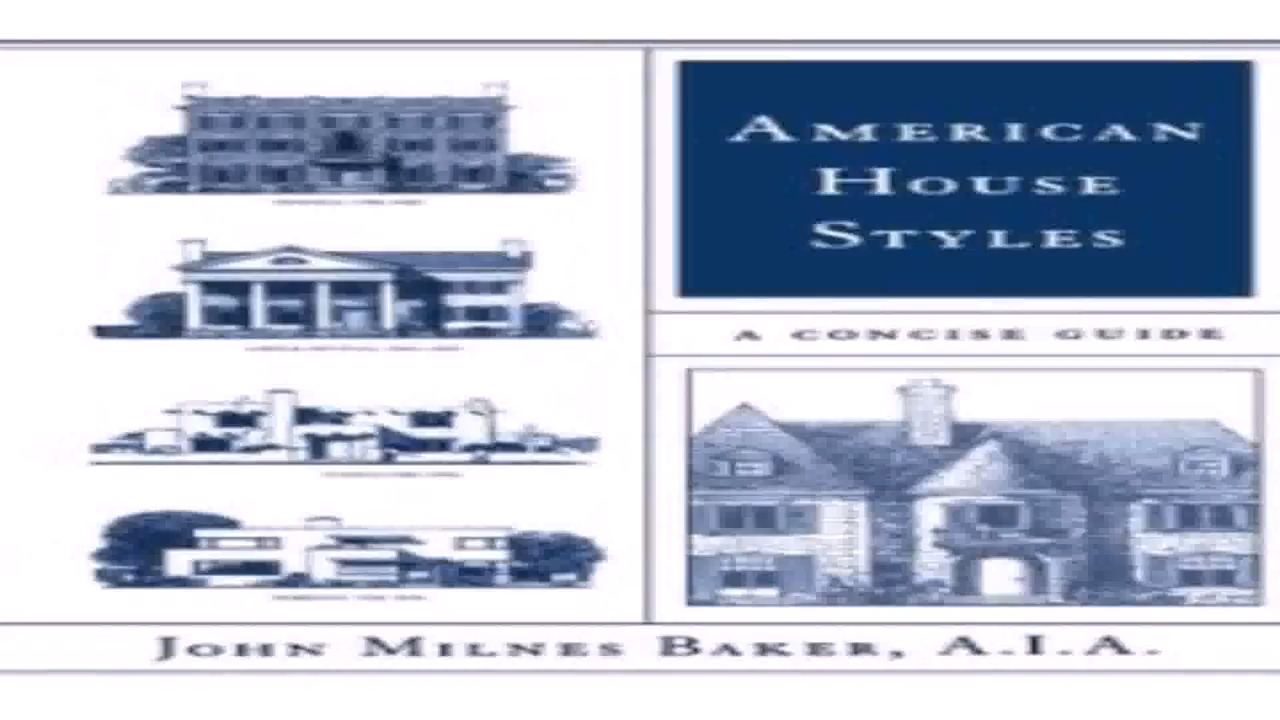 AMERICAN
HOUSE
STYLES
A CONCISE GUIDE
JOHN MILNES BAKER, A.I.A.